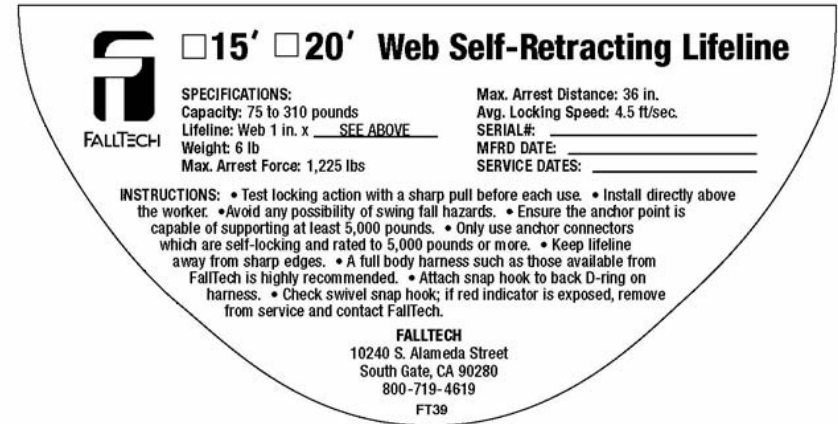 ☐15′ ☐20′ Web Self-Retracting Lifeline
FALLTECH
SPECIFICATIONS:
Capacity: 75 to 310 pounds
Lifeline: Web 1 in. x SEE ABOVE
Weight: 6 lb
Max. Arrest Force: 1,225 lbs
Max. Arrest Distance: 36 in.
Avg. Locking Speed: 4.5 ft/sec.
SERIAL#:
MFRD DATE:
SERVICE DATES:
INSTRUCTIONS: • Test locking action with a sharp pull before each use. • Install directly above
the worker. •Avoid any possibility of swing fall hazards. • Ensure the anchor point is
capable of supporting at least 5,000 pounds. • Only use anchor connectors
which are self-locking and rated to 5,000 pounds or more. • Keep lifeline
away from sharp edges. • A full body harness such as those available from
FallTech is highly recommended. • Attach snap hook to back D-ring on
harness. • Check swivel snap hook; if red indicator is exposed, remove
from service and contact FallTech.
FALLTECH
10240 S. Alameda Street
South Gate, CA 90280
800-719-4619
FT39